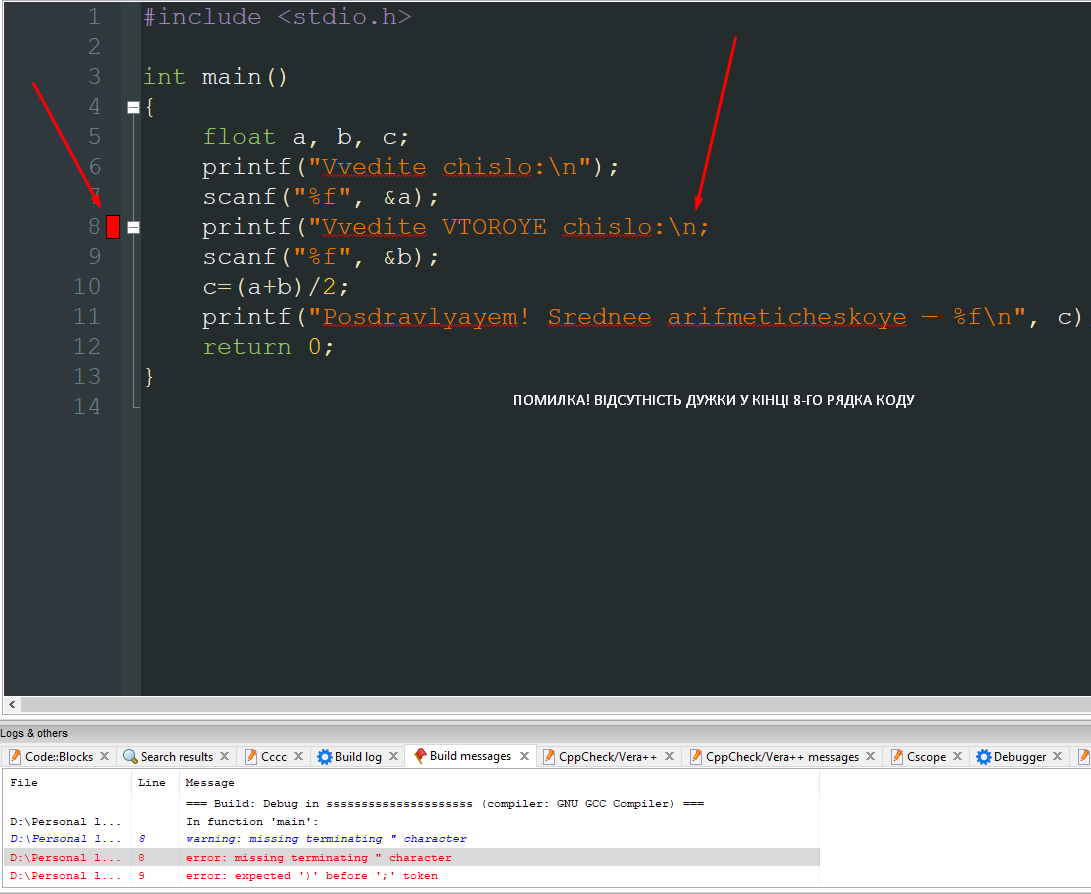 1 #include <stdio.h>
2
3 int main()
4 {
5 float a, b, c;
6 printf("Vvedite chislo:\n");
7 scanf("%f", &a);
8 printf("Vvedite VTOROYE chislo:\n;
9 scanf("%f", &b);
10 c=(a+b)/2;
11 printf("Posdravlyayem! Srednee arifmeticheskoye — %f\n", c)
12 return 0;
13 }
14
ПОМИЛКА! ВІДСУТНІСТЬ ДУЖКИ У КІНЦІ 8-ГО РЯДКА КОДУ
Logs & others
Code::Blocks Search results Cccc Build log Build messages CppCheck/Vera++ CppCheck/Vera++ messages Cscope Debugger
File Line Message
=== Build: Debug in sssssssssssssssssssss (compiler: GNU GCC Compiler) ===
D:\Personal l... In function 'main':
D:\Personal l... 8 warning: missing terminating " character
D:\Personal l... 8 error: missing terminating " character
D:\Personal l... 9 error: expected ')' before ';' token